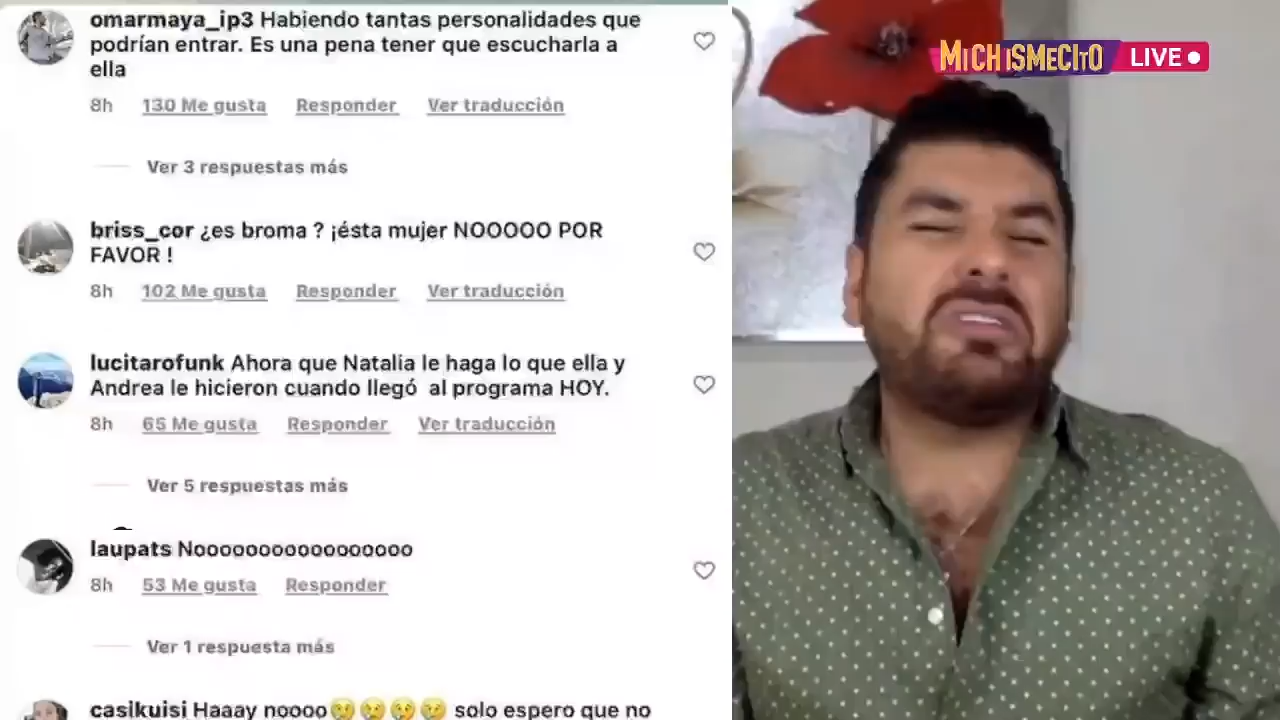 omarmaya_ip3 Habiendo tantas personalidades que
podrían entrar. Es una pena tener que escucharla a
ella
8h 130 Me gusta Responder Ver traducción
Ver 3 respuestas más
briss_cor ¿es broma ? ¡ésta mujer NOOOOO POR
FAVOR !
8h 102 Me gusta Responder Ver traducción
lucitarofunk Ahora que Natalia le haga lo que ella y
Andrea le hicieron cuando llegó al programa HOY.
8h 65 Me gusta Responder Ver traducción
Ver 5 respuestas más
laupats Nooooooooooooooooo
8h 53 Me gusta Responder
Ver 1 respuesta más
casikuisi Haaay noooo😢😢😢😢 solo espero que no
MICHISMECITO LIVE